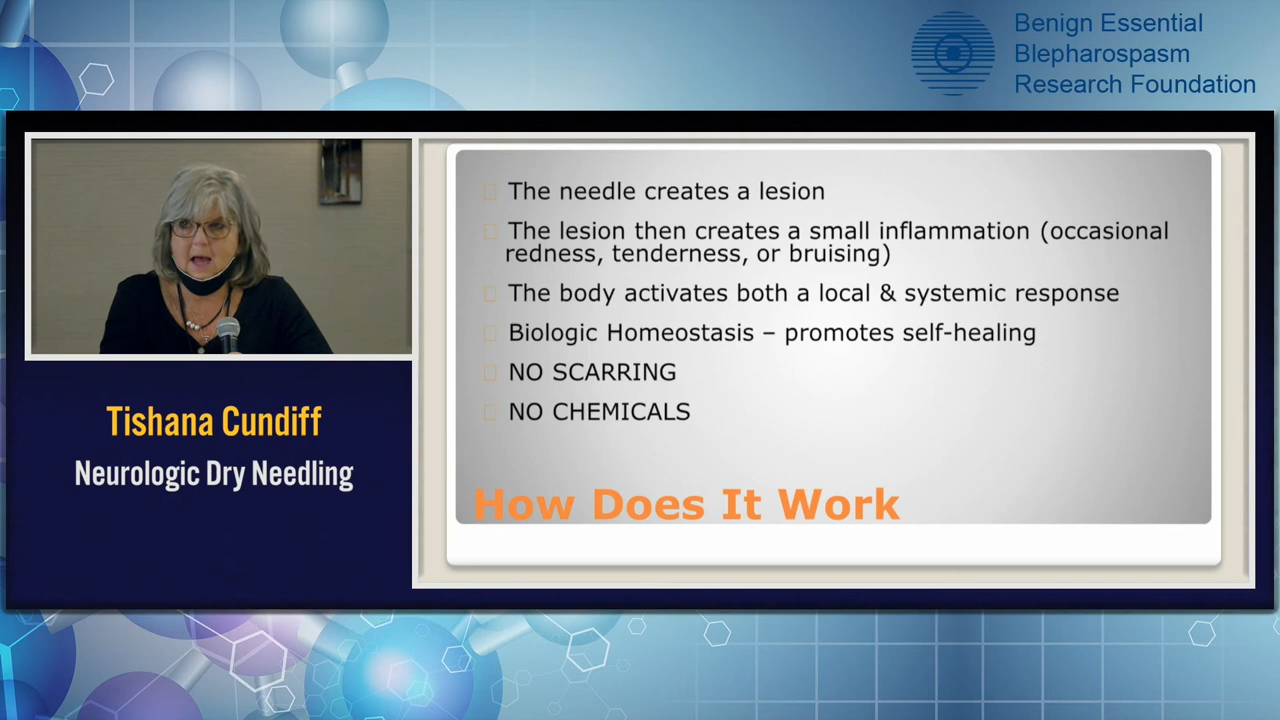 Benign Essential
Blepharospasm
Research Foundation
Tishana Cundiff
Neurologic Dry Needling
The needle creates a lesion
The lesion then creates a small inflammation (occasional
redness, tenderness, or bruising)
The body activates both a local & systemic response
Biologic Homeostasis – promotes self-healing
NO SCARRING
NO CHEMICALS
How Does It Work